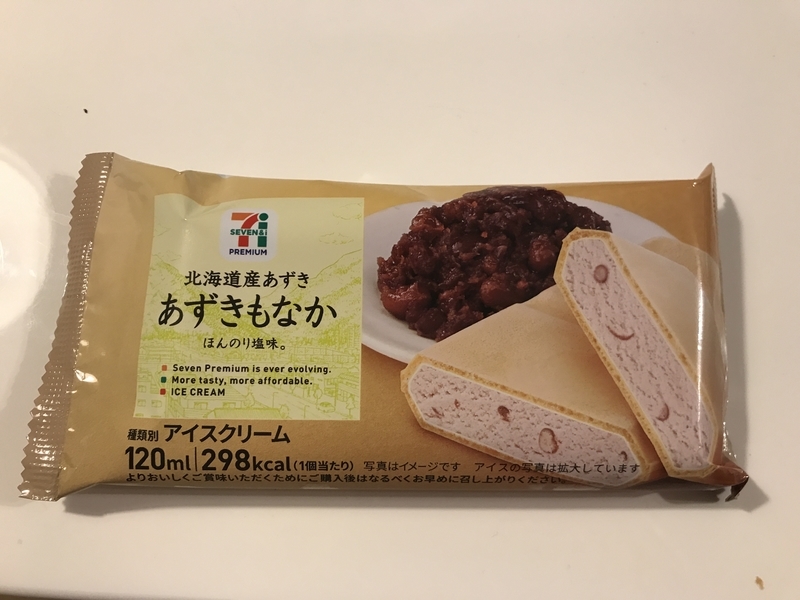 SEVEN&i
PREMIUM
北海道産あずき
あずきもなか
ほんのり塩味。
Seven Premium is ever evolving.
More tasty, more affordable.
ICE CREAM
種類別 アイスクリーム
120ml 298kcal(1個当たり) 写真はイメージです アイスの写真は拡大しています
よりおいしくご賞味いただくためにご購入後はなるべくお早めに召し上がりください。